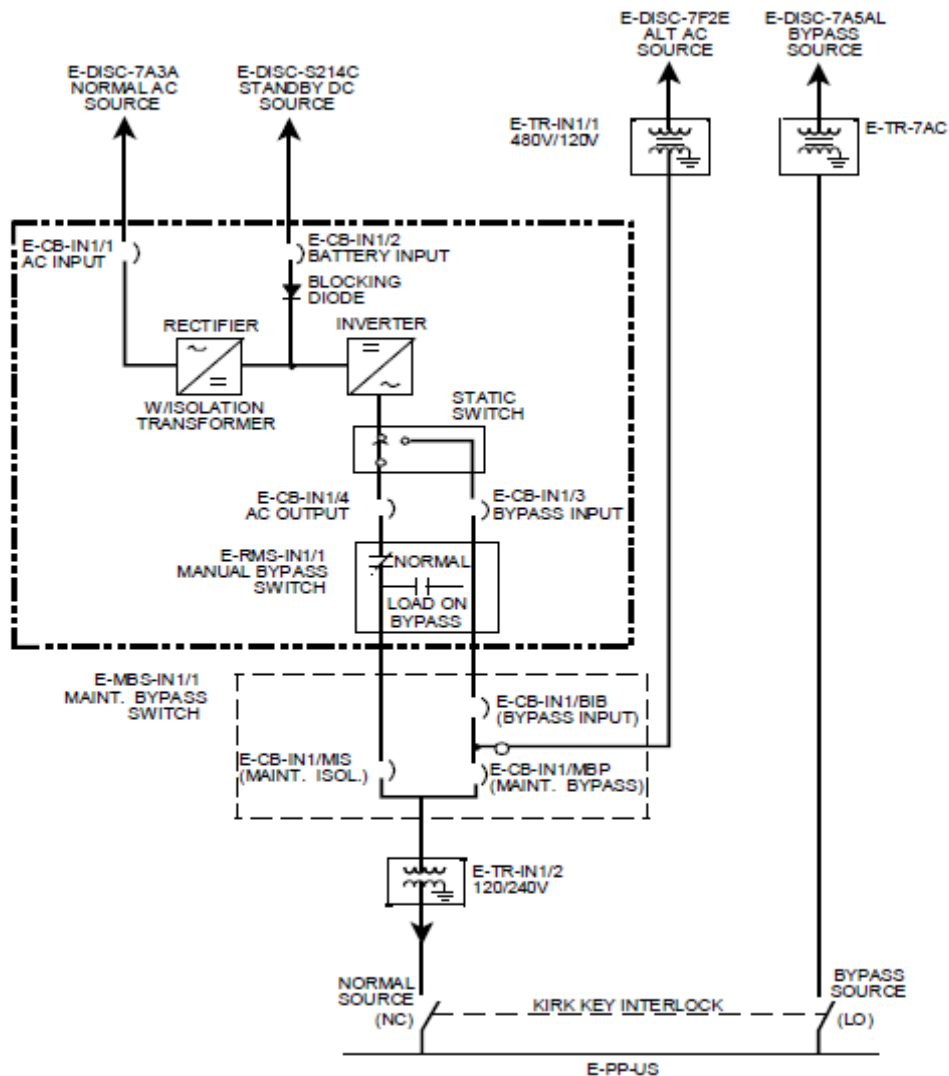 E-DISC-7F2E
ALT AC
SOURCE
E-DISC-7A5AL
BYPASS
SOURCE
E-DISC-7A3A
NORMAL AC
SOURCE
E-DISC-S214C
STANDBY DC
SOURCE
E-TR-IN1/1
480V/120V
E-TR-7AC
E-CB-IN1/1
AC INPUT
E-CB-IN1/2
BATTERY INPUT
BLOCKING
DIODE
RECTIFIER
INVERTER
W/ISOLATION
TRANSFORMER
STATIC
SWITCH
E-CB-IN1/4
AC OUTPUT
E-CB-IN1/3
BYPASS INPUT
E-RMS-IN1/1
MANUAL BYPASS
SWITCH
NORMAL
LOAD ON
BYPASS
E-MBS-IN1/1
MAINT. BYPASS
SWITCH
E-CB-IN1/BIB
(BYPASS INPUT)
E-CB-IN1/MIS
(MAINT. ISOL.)
E-CB-IN1/MBP
(MAINT. BYPASS)
E-TR-IN1/2
120/240V
NORMAL
SOURCE
(NC)
KIRK KEY INTERLOCK
BYPASS
SOURCE
(LO)
E-PP-US